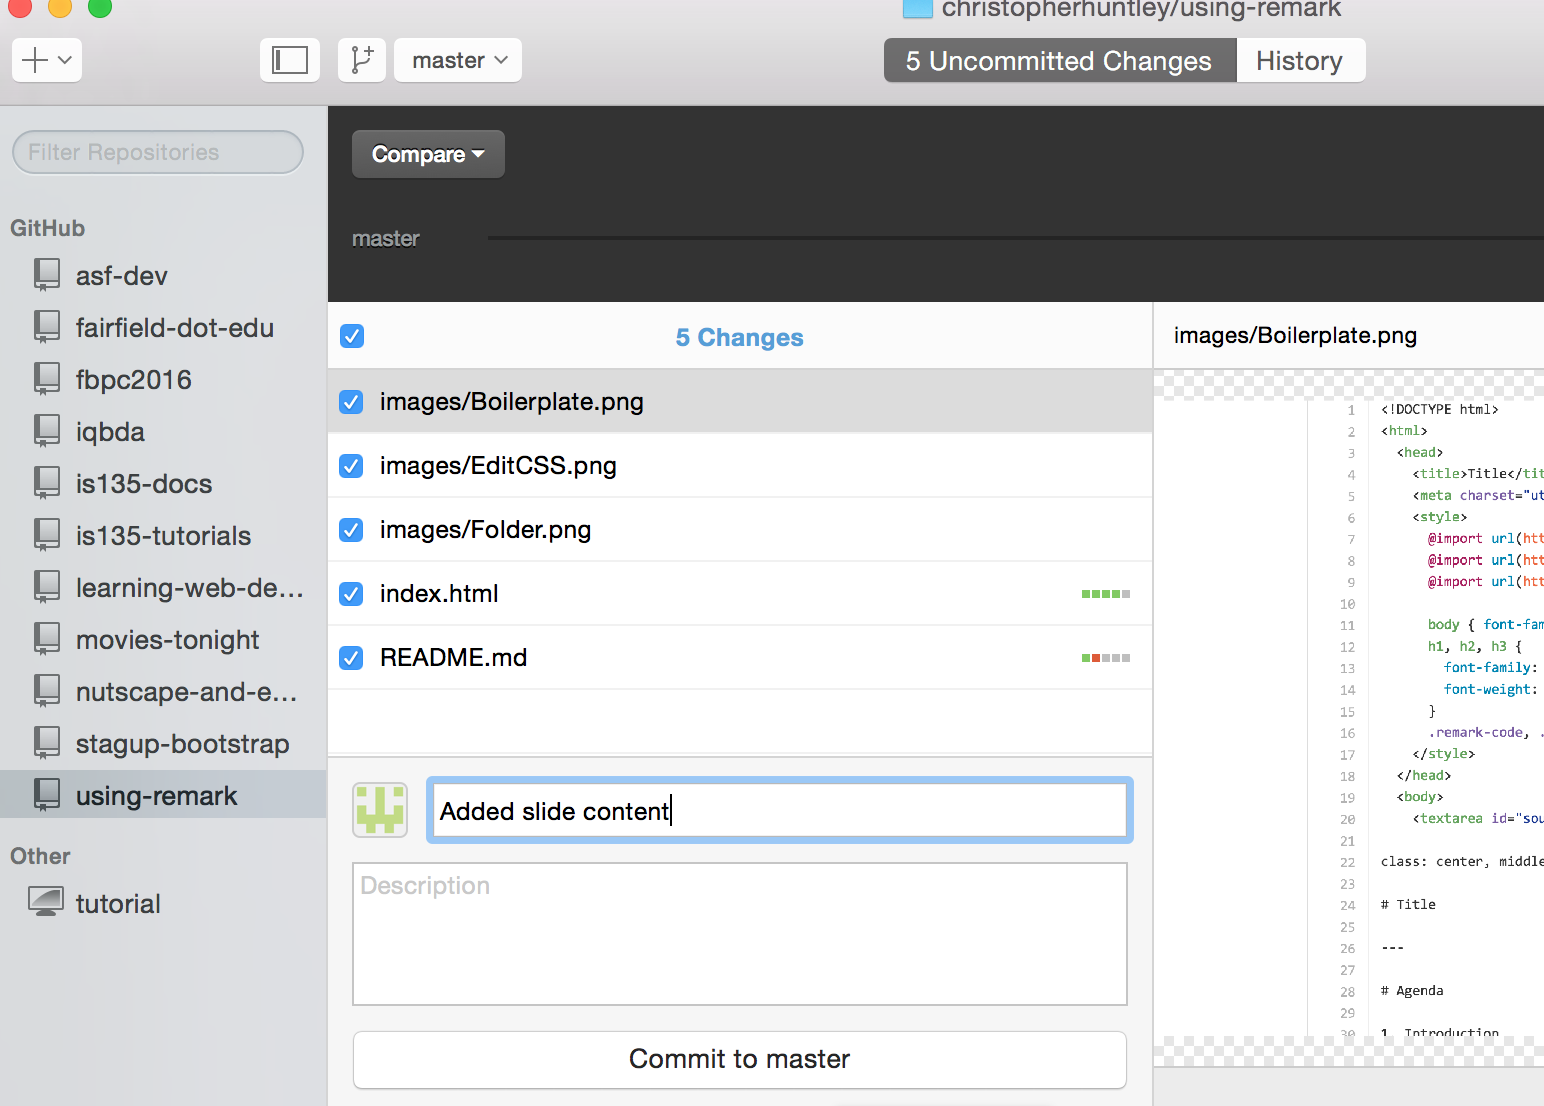 christopherhuntley/using-remark
master
5 Uncommitted Changes
History
Filter Repositories
GitHub
asf-dev
fairfield-dot-edu
fbpc2016
iqbda
is135-docs
is135-tutorials
learning-web-de...
movies-tonight
nutscape-and-e...
stagup-bootstrap
using-remark
Other
tutorial
Compare
master
5 Changes
images/Boilerplate.png
images/EditCSS.png
images/Folder.png
index.html
README.md
Added slide content
Description
Commit to master
images/Boilerplate.png
1 <!DOCTYPE html>
2 <html>
3 <head>
4 <title>Title</tit
5 <meta charset="ut
6 <style>
7 @import url(htt
8 @import url(htt
9 @import url(htt
10
11 body { font-fam
12 h1, h2, h3 {
13 font-family:
14 font-weight:
15 }
16 .remark-code, .
17 </style>
18 </head>
19 <body>
20 <textarea id="sou
21
22 class: center, middle
23
24 # Title
25
26 ---
27
28 # Agenda
29
30 1. Introduction